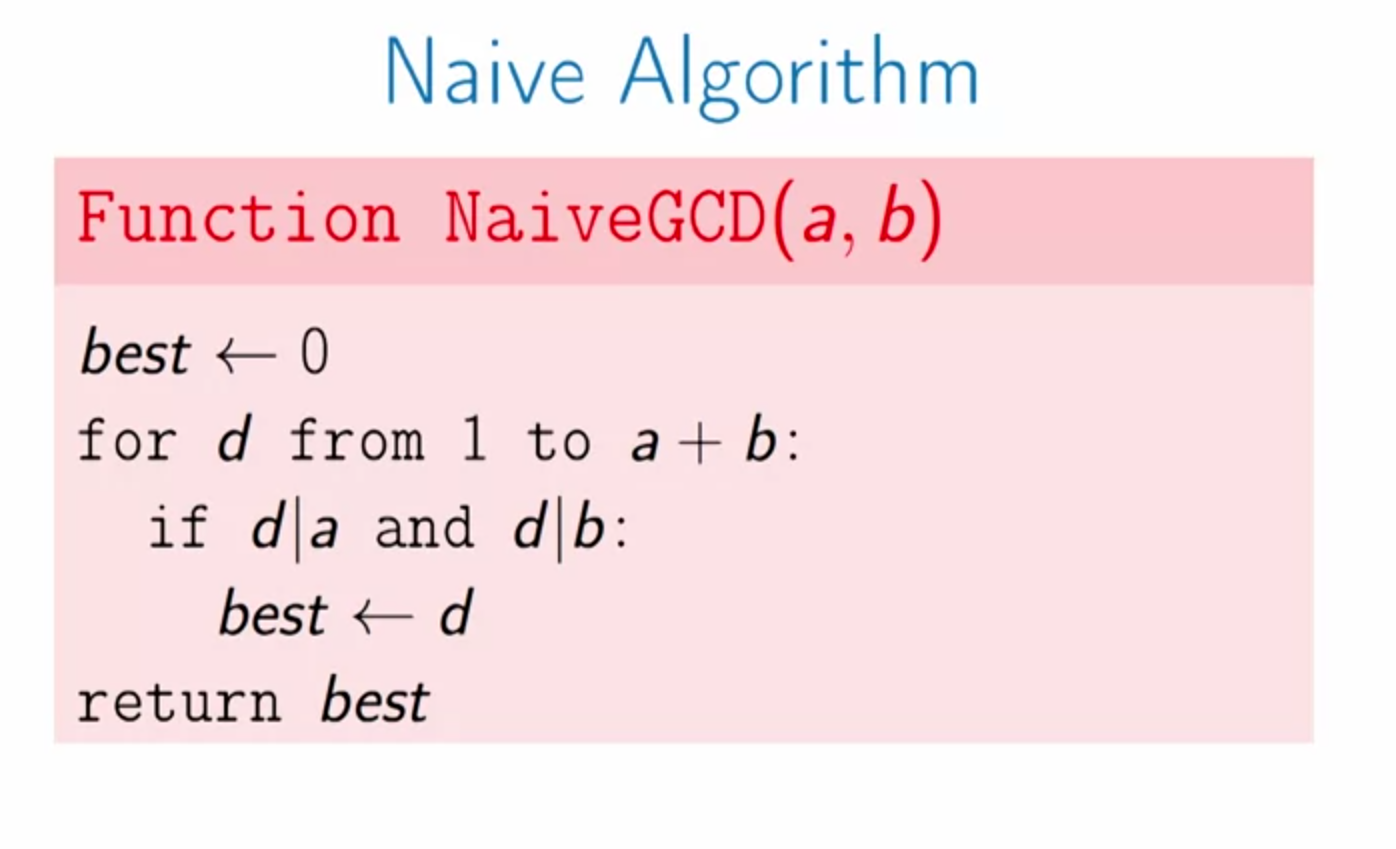 Naive Algorithm
Function NaiveGCD(a, b)
best ← 0
for d from 1 to a + b:
if d|a and d|b:
best ← d
return best